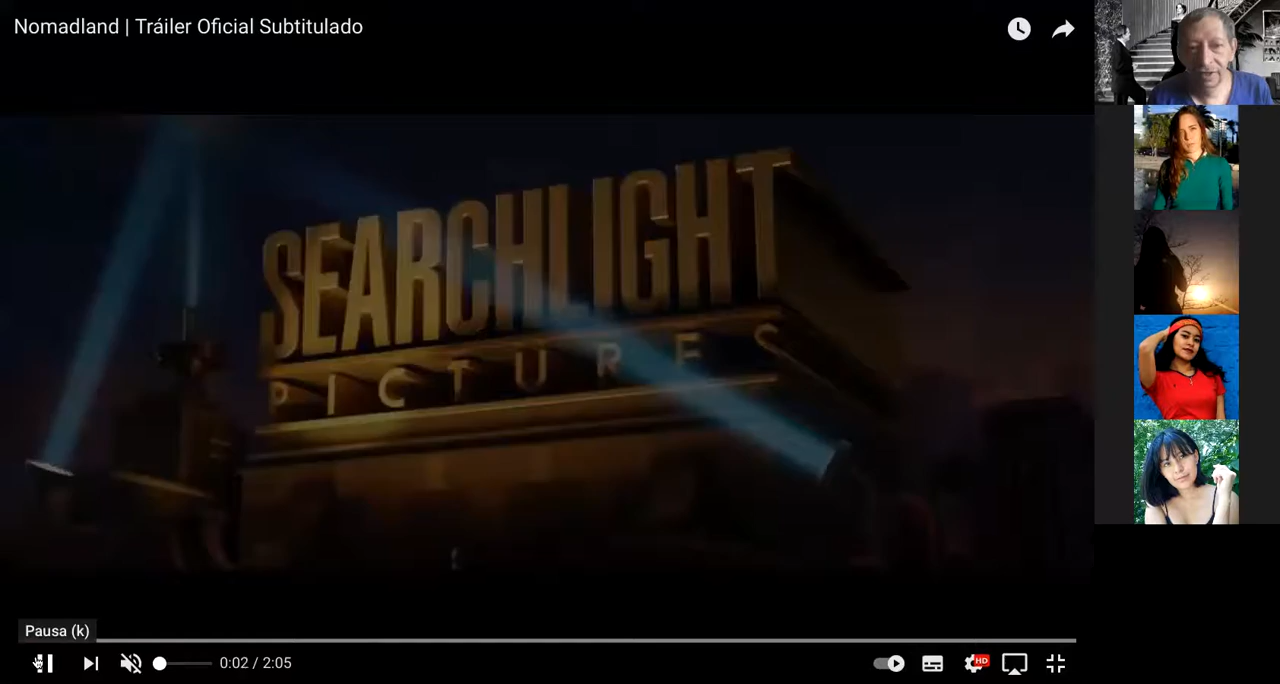 Nomadland | Tráiler Oficial Subtitulado
SEARCHLIGHT
PICTURES
Pausa (k)
0:02 / 2:05
HD